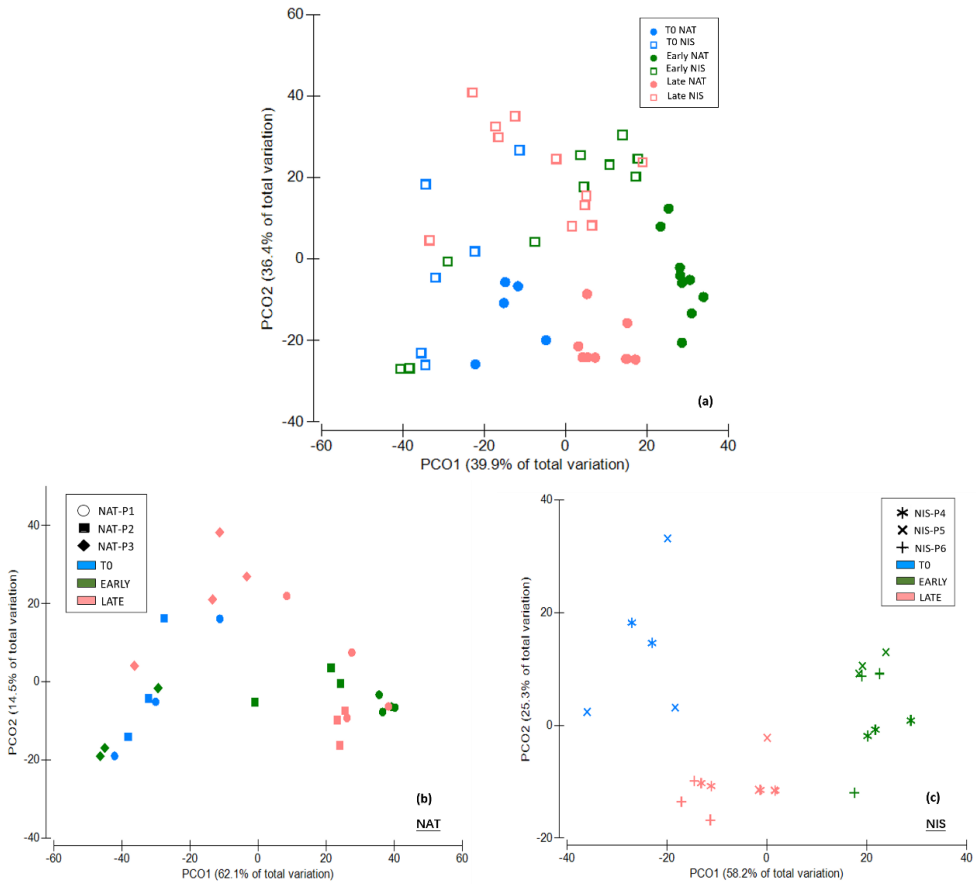 60
40
20
0
-20
-40
-60
-40
-20
0
20
40
PCO2 (36.4% of total variation)
PCO1 (39.9% of total variation)
T0 NAT
T0 NIS
Early NAT
Early NIS
Late NAT
Late NIS
(a)
40
20
0
-20
-40
-60
-40
-20
0
20
40
60
PCO2 (14.5% of total variation)
PCO1 (62.1% of total variation)
NAT-P1
NAT-P2
NAT-P3
T0
EARLY
LATE
(b)
NAT
40
20
0
-20
-40
-20
0
20
40
PCO2 (25.3% of total variation)
PCO1 (58.2% of total variation)
NIS-P4
NIS-P5
NIS-P6
T0
EARLY
LATE
(c)
NIS